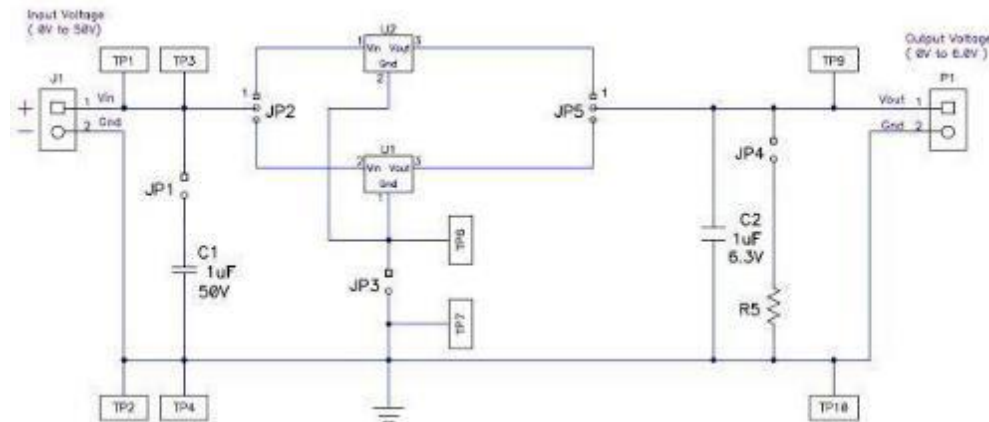 Input Voltage
( 0V to 50V)
J1
+
−
1 Vin
2 Gnd
TP1
TP3
JP1
C1
1uF
50V
TP2
TP4
1
JP2
U2
1 Vin Vout 3
Gnd
2
U1
2 Vin Vout 3
Gnd
1
TP6
JP3
TP7
1
JP5
C2
1uF
6.3V
JP4
R5
TP9
TP10
Output Voltage
( 0V to 6.0V )
P1
Vout 1
Gnd 2